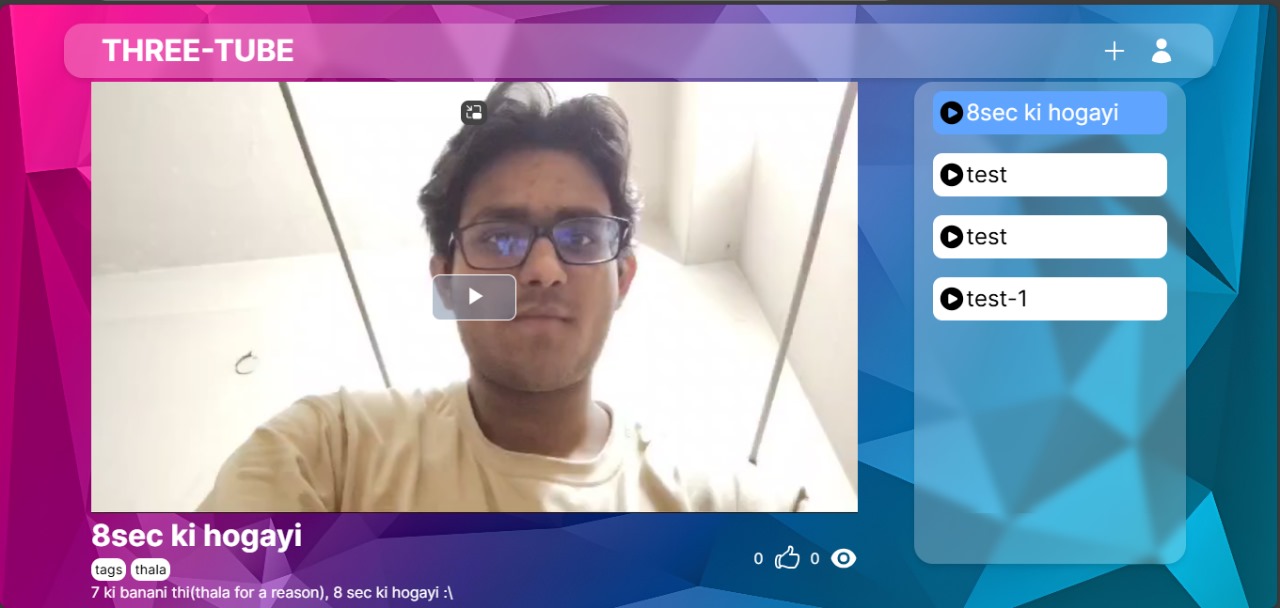 THREE-TUBE
8sec ki hogayi
test
test
test-1
8sec ki hogayi
tags thala
0 0
7 ki banani thi(thala for a reason), 8 sec ki hogayi :\